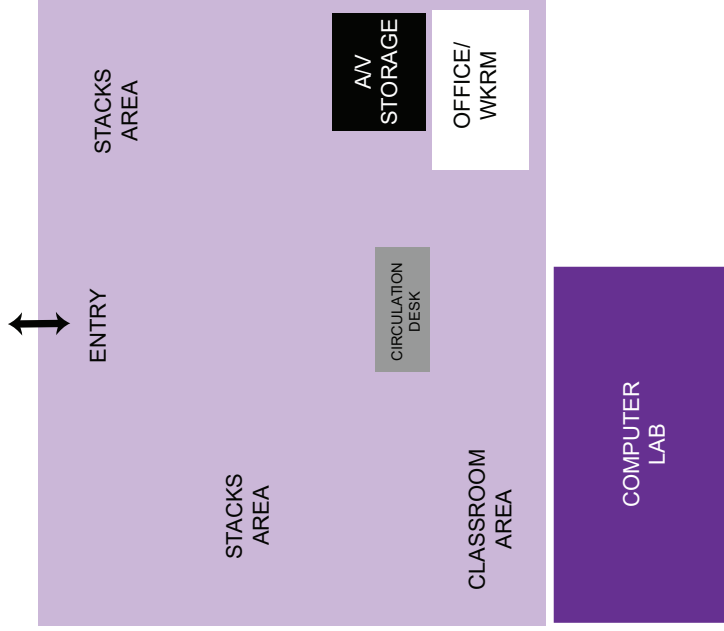 STACKS
AREA
A/V
STORAGE
OFFICE/
WKRM
ENTRY
CIRCULATION
DESK
STACKS
AREA
CLASSROOM
AREA
COMPUTER
LAB